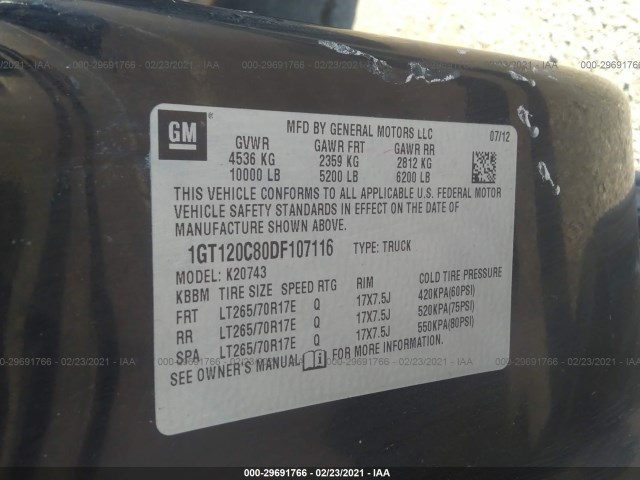 000-29691766 - 02/23/2021 - IAA
GM
MFD BY GENERAL MOTORS LLC 07/12
GVWR GAWR FRT GAWR RR
4536 KG 2359 KG 2812 KG
10000 LB 5200 LB 6200 LB
THIS VEHICLE CONFORMS TO ALL APPLICABLE U.S. FEDERAL MOTOR
VEHICLE SAFETY STANDARDS IN EFFECT ON THE DATE OF
MANUFACTURE SHOWN ABOVE.
1GT120C80DF107116 TYPE: TRUCK
MODEL: K20743
KBBM TIRE SIZE SPEED RTG RIM COLD TIRE PRESSURE
FRT LT265/70R17E Q 17X7.5J 420KPA(60PSI)
RR LT265/70R17E Q 17X7.5J 520KPA(75PSI)
SPA LT265/70R17E Q 17X7.5J 550KPA(80PSI)
SEE OWNER'S MANUAL i FOR MORE INFORMATION.
000-29691766 - 02/23/2021 - IAA